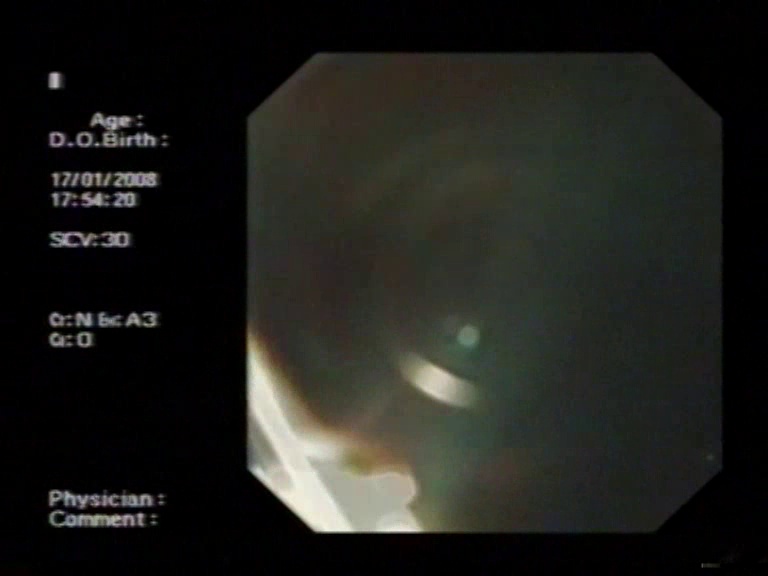 Age:
D.O.Birth:
17/01/2008
17:54:20
SCV:30
Physician:
Comment: